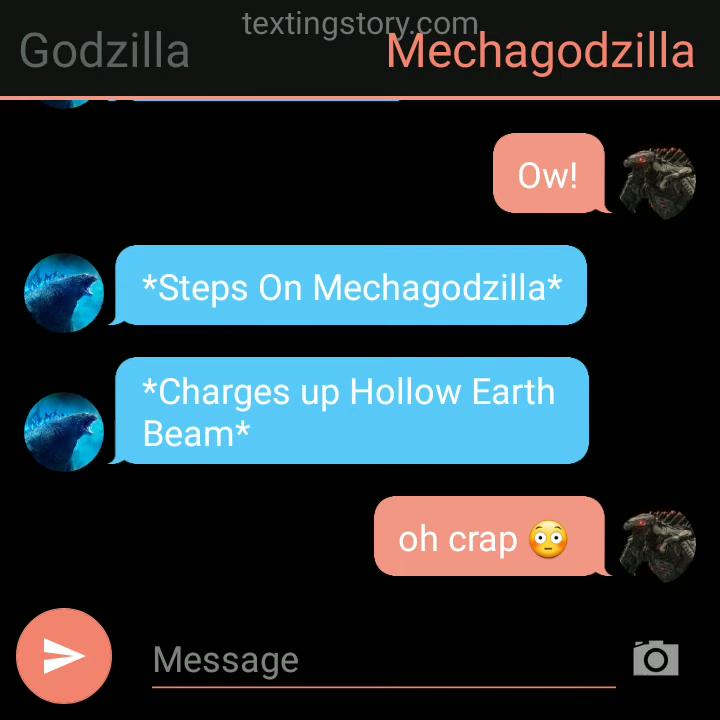 textingstory.com
Godzilla
Mechagodzilla
Ow!
*Steps On Mechagodzilla*
*Charges up Hollow Earth
Beam*
oh crap 😳
Message